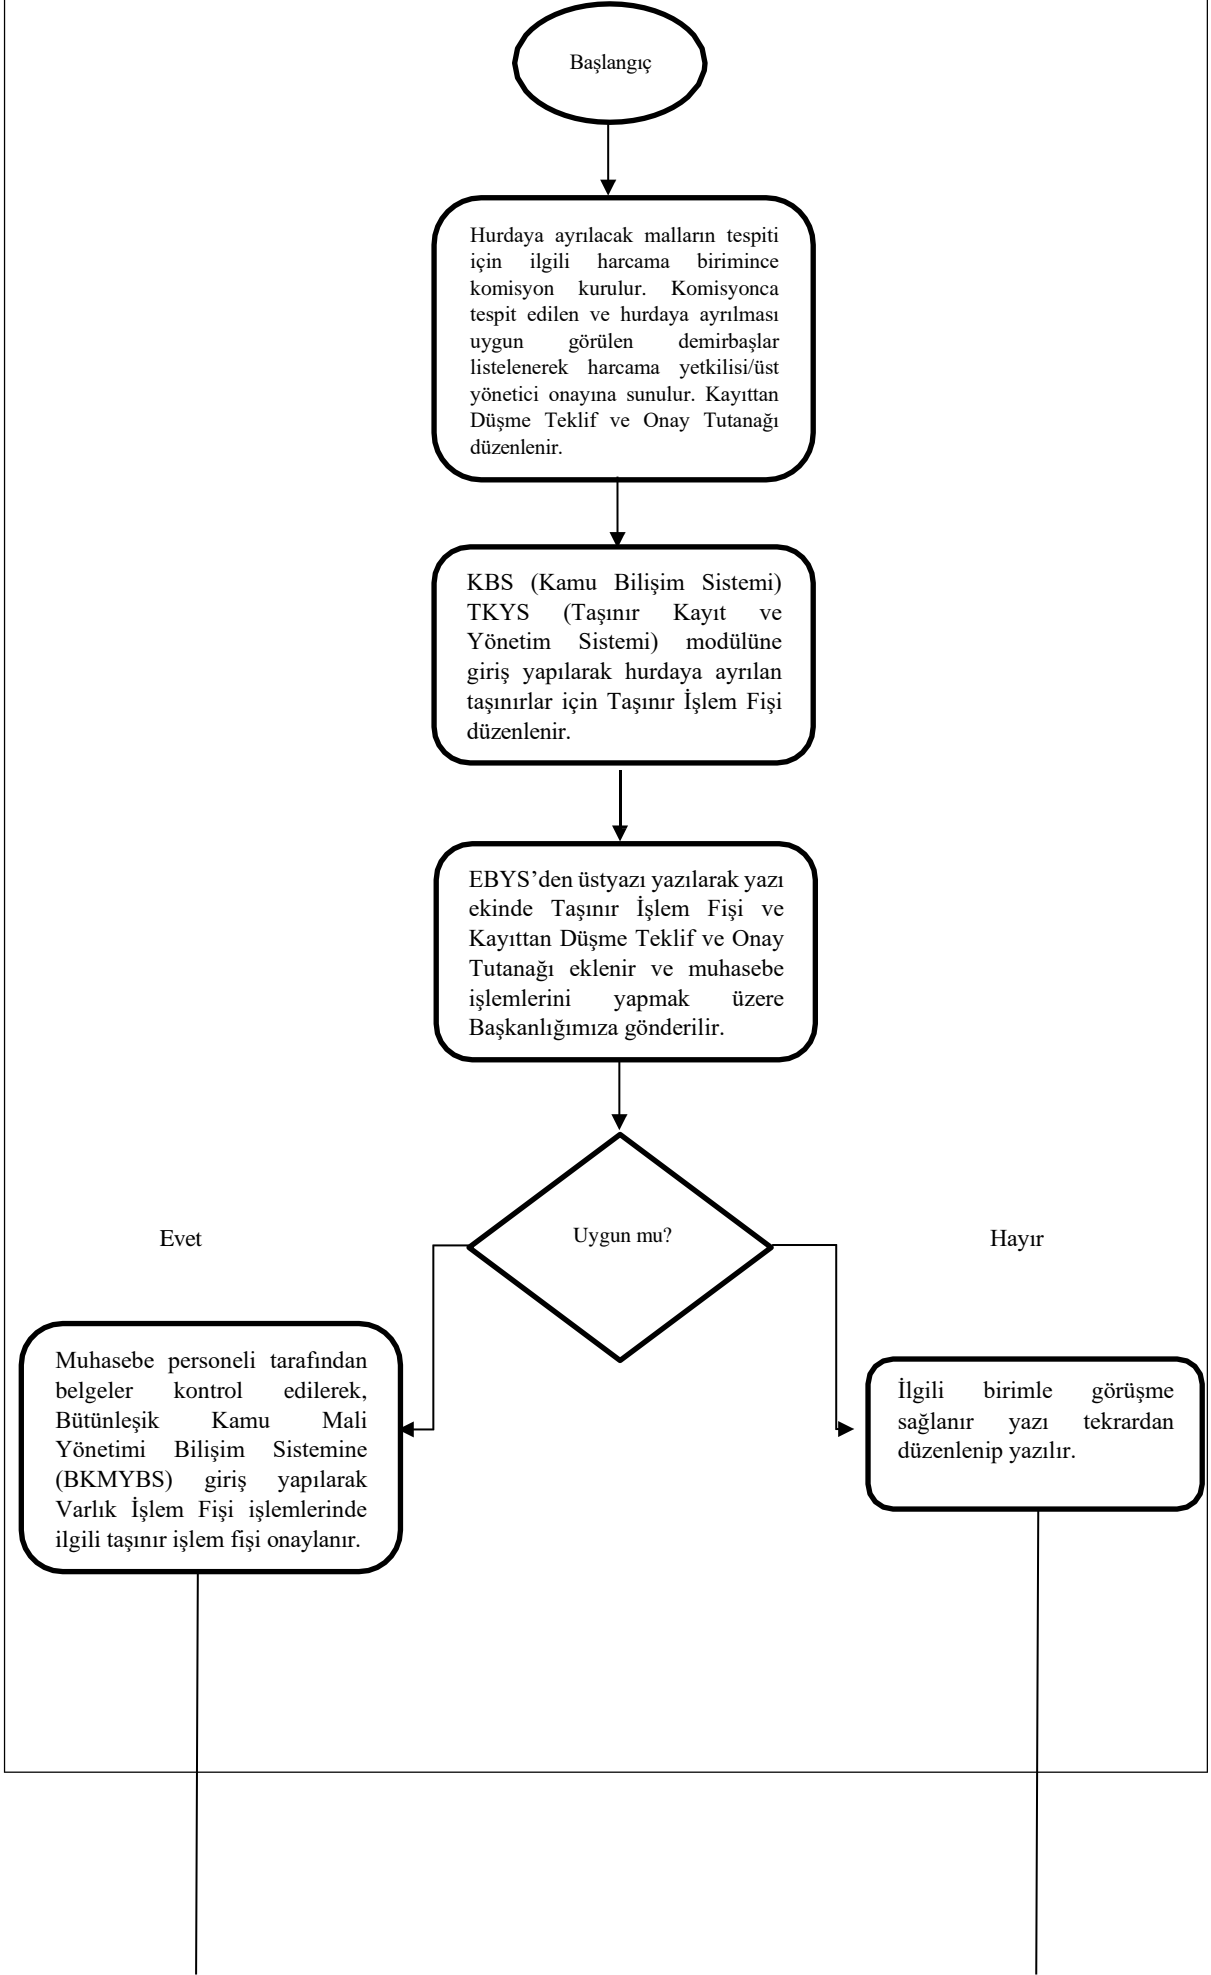 Başlangıç
Hurdaya ayrılacak malların tespiti
için ilgili harcama birimince
komisyon kurulur. Komisyonca
tespit edilen ve hurdaya ayrılması
uygun görülen demirbaşlar
listelenerek harcama yetkilisi/üst
yönetici onayına sunulur. Kayıttan
Düşme Teklif ve Onay Tutanağı
düzenlenir.
KBS (Kamu Bilişim Sistemi)
TKYS (Taşınır Kayıt ve
Yönetim Sistemi) modülüne
giriş yapılarak hurdaya ayrılan
taşınırlar için Taşınır İşlem Fişi
düzenlenir.
EBYS’den üstyazı yazılarak yazı
ekinde Taşınır İşlem Fişi ve
Kayıttan Düşme Teklif ve Onay
Tutanağı eklenir ve muhasebe
işlemlerini yapmak üzere
Başkanlığımıza gönderilir.
Uygun mu?
Evet
Hayır
Muhasebe personeli tarafından
belgeler kontrol edilerek,
Bütünleşik Kamu Mali
Yönetimi Bilişim Sistemine
(BKMYBS) giriş yapılarak
Varlık İşlem Fişi işlemlerinde
ilgili taşınır işlem fişi onaylanır.
İlgili birimle görüşme
sağlanır yazı tekrardan
düzenlenip yazılır.